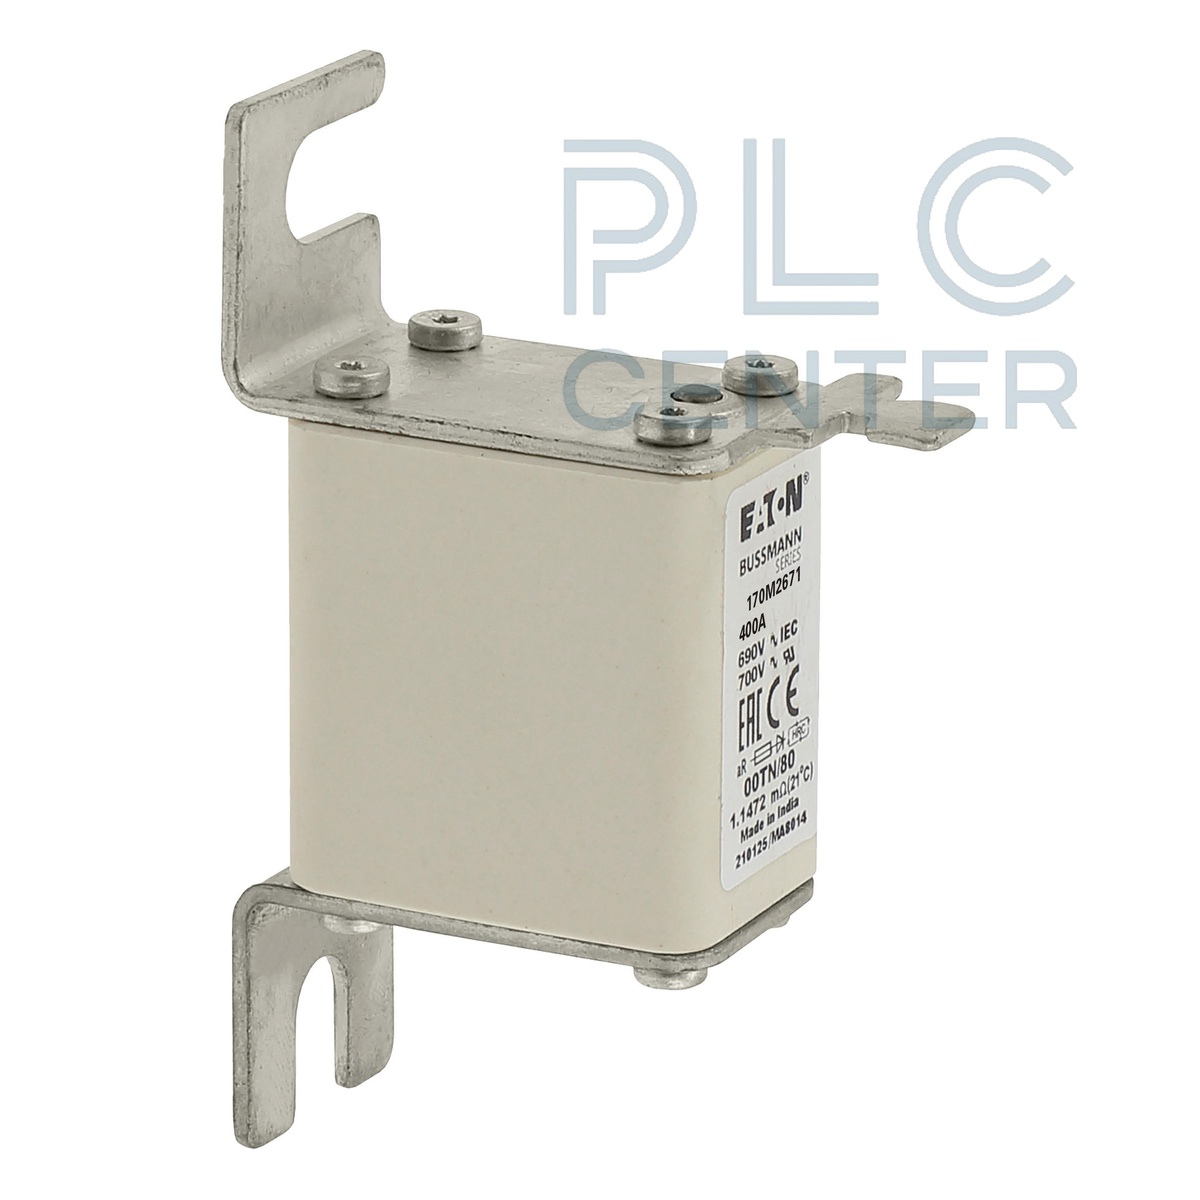 PLC
CENTER
EATON®
BUSSMANN
SERIES
170M2671
400A
690V ~ IEC
700V ~
EAC CE
aR HRC
00TN/80
1.1472 mΩ(21°C)
Made in India
210125/MA8014